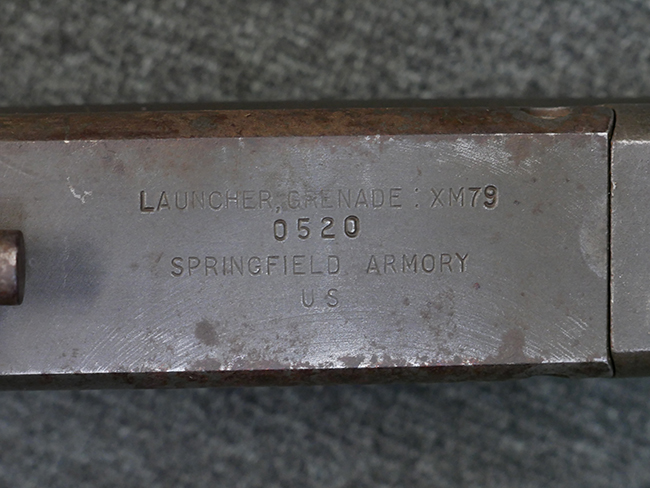 LAUNCHER, GRENADE : XM79
0520
SPRINGFIELD ARMORY
US